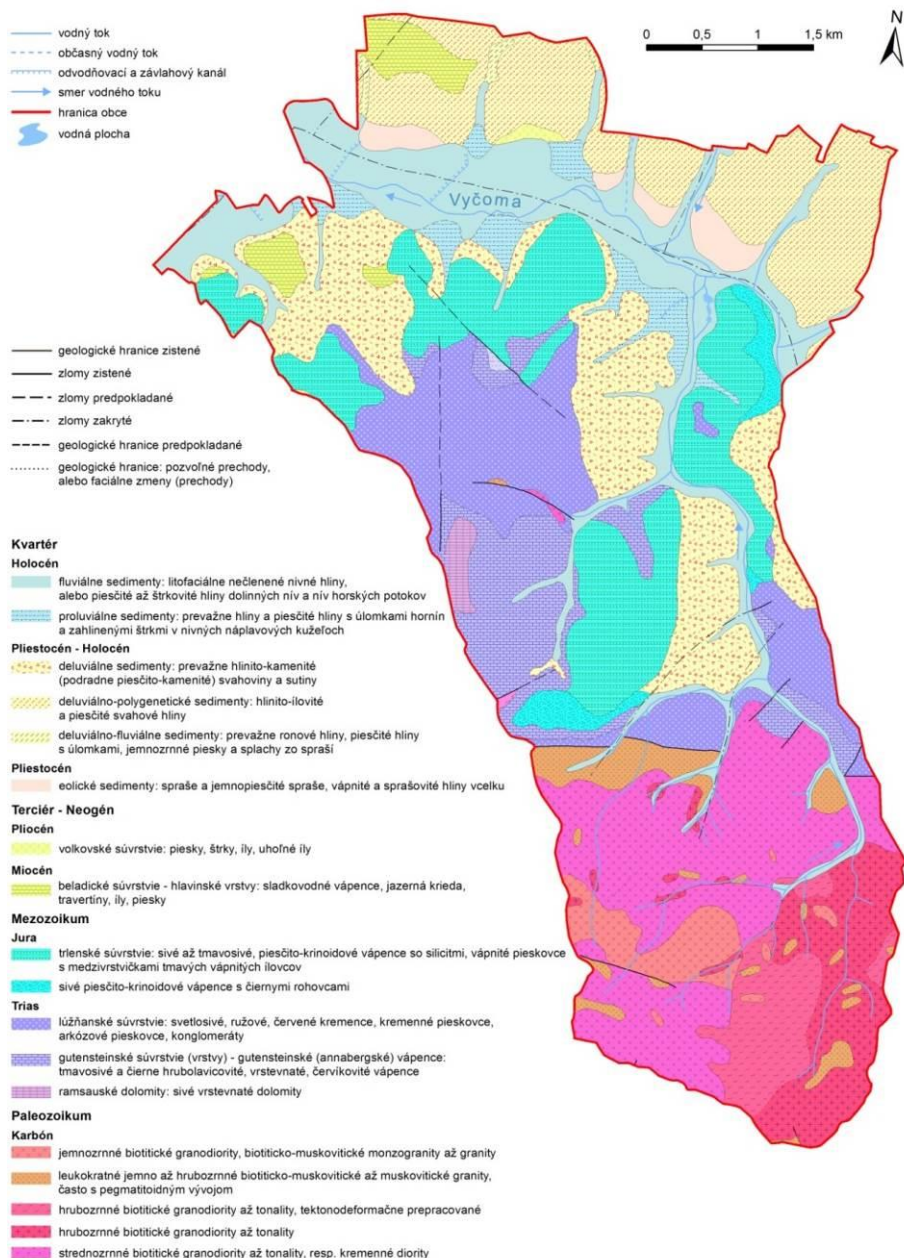 vodný tok
občasný vodný tok
odvodňovací a závlahový kanál
smer vodného toku
hranica obce
vodná plocha
0 0,5 1 1,5 km
N
Vyčoma
geologické hranice zistené
zlomy zistené
zlomy predpokladané
zlomy zakryté
geologické hranice predpokladané
geologické hranice: pozvoľné prechody,
alebo faciálne zmeny (prechody)
Kvartér
Holocén
fluviálne sedimenty: litofaciálne nečlenené nivné hliny,
alebo piesčité až štrkovité hliny dolinných nív a nív horských potokov
proluviálne sedimenty: prevažne hliny a piesčité hliny s úlomkami hornín
a zahlinenými štrkmi v nivných náplavových kužeľoch
Pliestocén - Holocén
deluviálne sedimenty: prevažne hlinito-kamenité
(podradne piesčito-kamenité) svahoviny a sutiny
deluviálno-polygenetické sedimenty: hlinito-ílovité
a piesčité svahové hliny
deluviálno-fluviálne sedimenty: prevažne ronové hliny, piesčité hliny
s úlomkami, jemnozrnné piesky a splachy zo spraší
Pliestocén
eolické sedimenty: spraše a jemnopiesčité spraše, vápnité a sprašovité hliny vcelku
Terciér - Neogén
Pliocén
volkovské súvrstvie: piesky, štrky, íly, uhoľné íly
Miocén
beladické súvrstvie - hlavinské vrstvy: sladkovodné vápence, jazerná krieda,
travertíny, íly, piesky
Mezozoikum
Jura
trlenské súvrstvie: sivé až tmavosivé, piesčito-krinoidové vápence so silicitmi, vápnité pieskovce
s medzivrstvičkami tmavých vápnitých ílovcov
sivé piesčito-krinoidové vápence s čiernymi rohovcami
Trias
lúžňanské súvrstvie: svetlosivé, ružové, červené kremence, kremenné pieskovce,
arkózové pieskovce, konglomeráty
gutensteinské súvrstvie (vrstvy) - gutensteinské (annabergské) vápence:
tmavosivé a čierne hrubolavicovité, vrstevnaté, červíkovité vápence
ramsauské dolomity: sivé vrstevnaté dolomity
Paleozoikum
Karbón
jemnozrnné biotitické granodiority, biotiticko-muskovitické monzogranity až granity
leukokratné jemno až hrubozrnné biotiticko-muskovitické až muskovitické granity,
často s pegmatitoidným vývojom
hrubozrnné biotitické granodiority až tonality, tektonodeformačne prepracované
hrubozrnné biotitické granodiority až tonality
strednozrnné biotitické granodiority až tonality, resp. kremenné diority